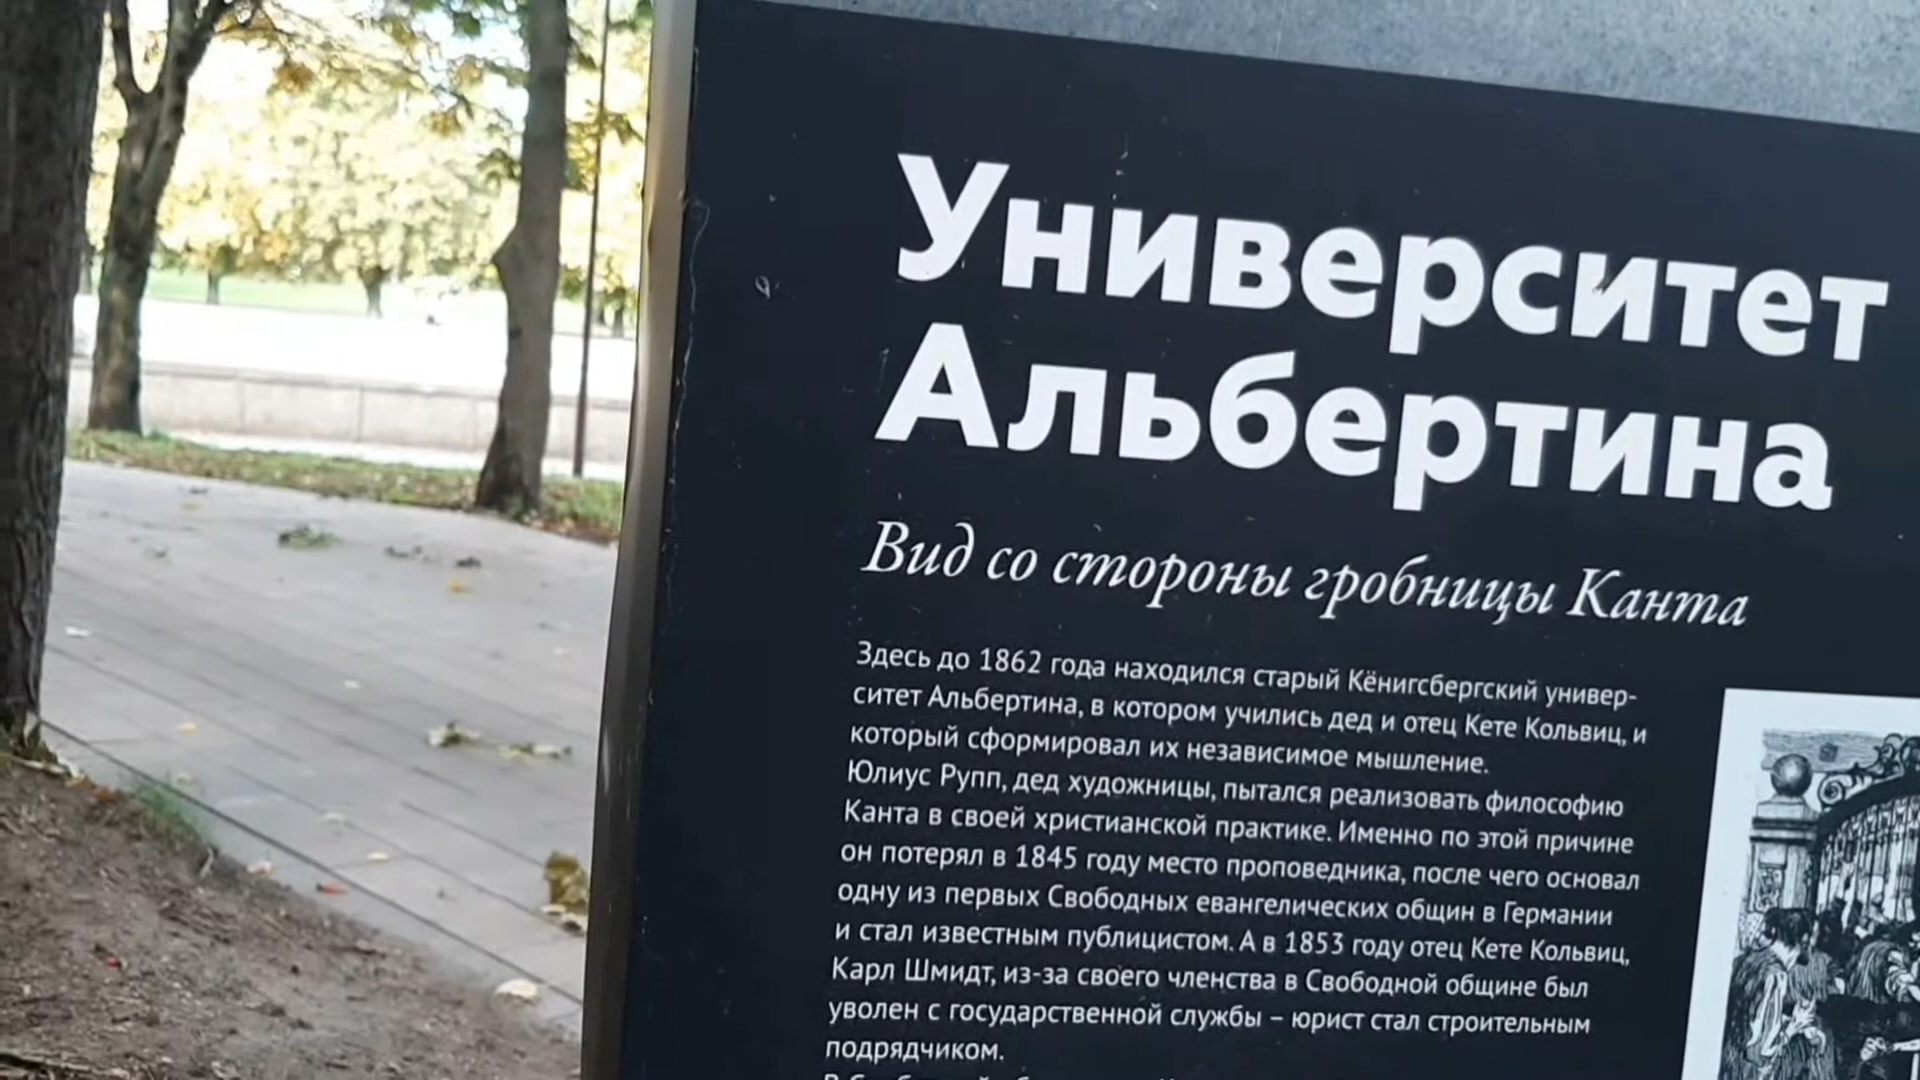 Университет
Альбертина
Вид со стороны гробницы Канта
Здесь до 1862 года находился старый Кёнигсбергский универ-
ситет Альбертина, в котором учились дед и отец Кете Кольвиц, и
который сформировал их независимое мышление.
Юлиус Рупп, дед художницы, пытался реализовать философию
Канта в своей христианской практике. Именно по этой причине
он потерял в 1845 году место проповедника, после чего основал
одну из первых Свободных евангелических общин в Германии
и стал известным публицистом. А в 1853 году отец Кете Кольвиц,
Карл Шмидт, из-за своего членства в Свободной общине был
уволен с государственной службы – юрист стал строительным
подрядчиком.